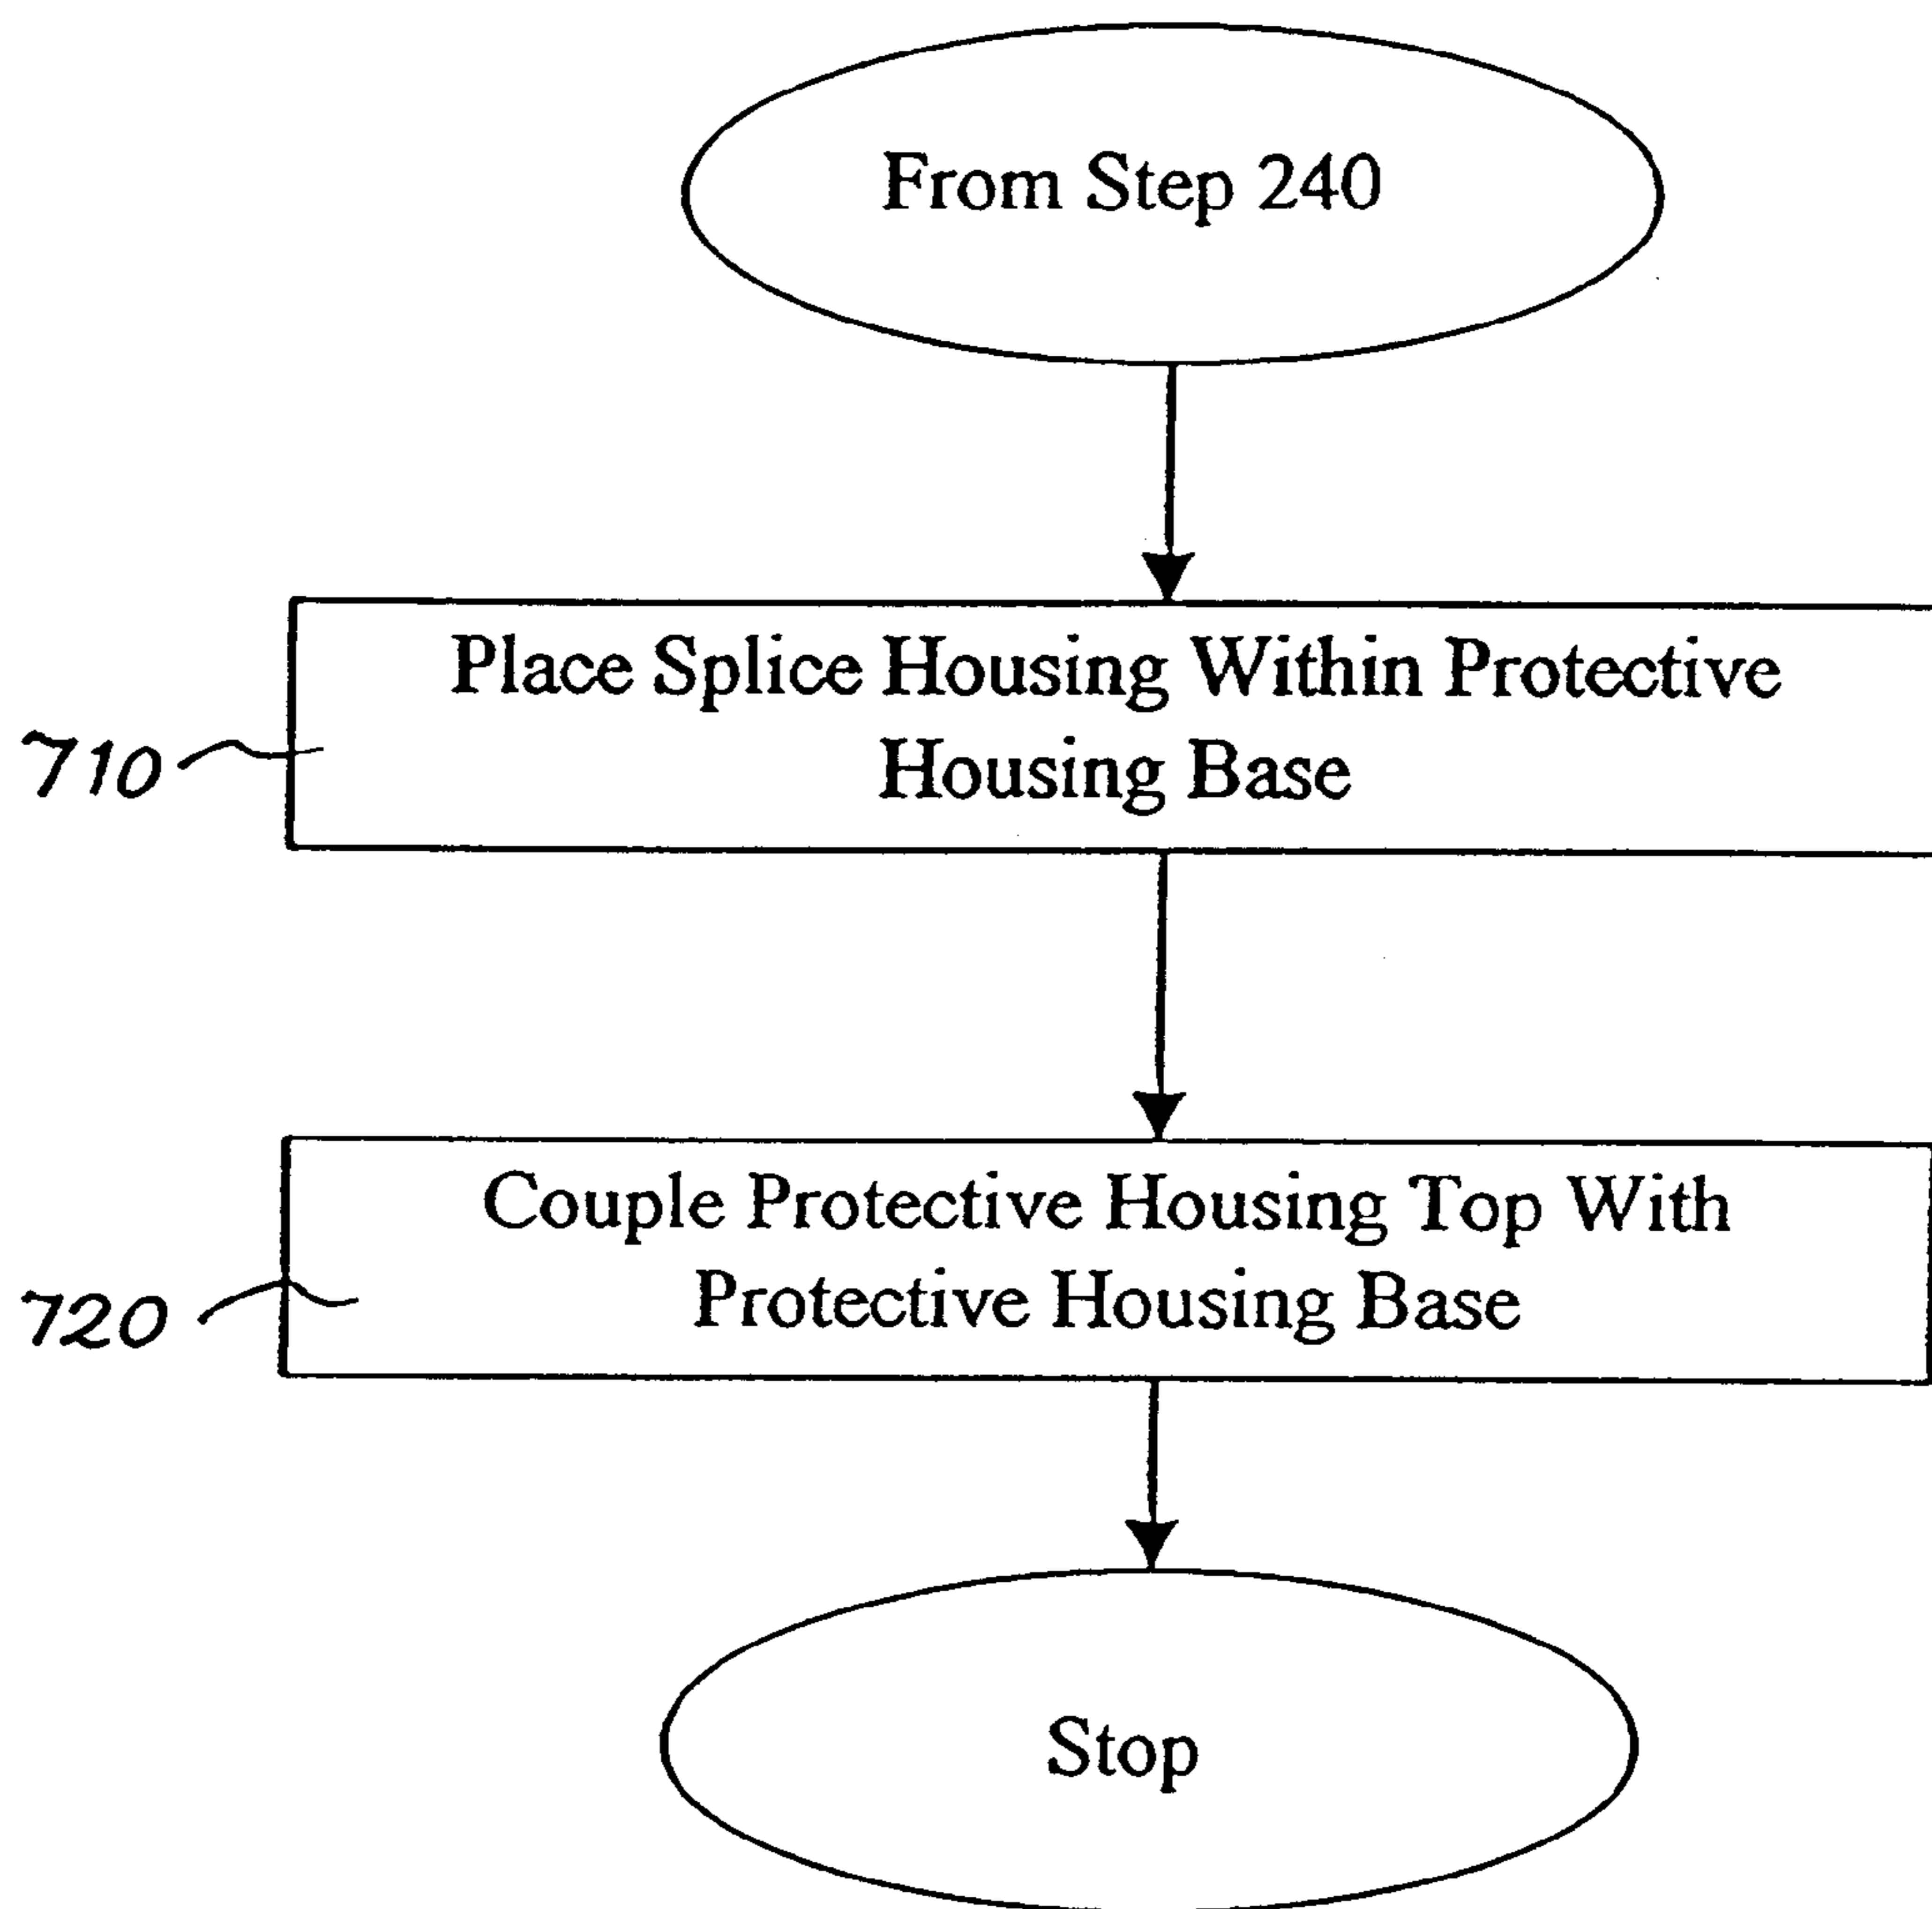 From Step 240
Place Splice Housing Within Protective
Housing Base
710
Couple Protective Housing Top With
Protective Housing Base
720
Stop